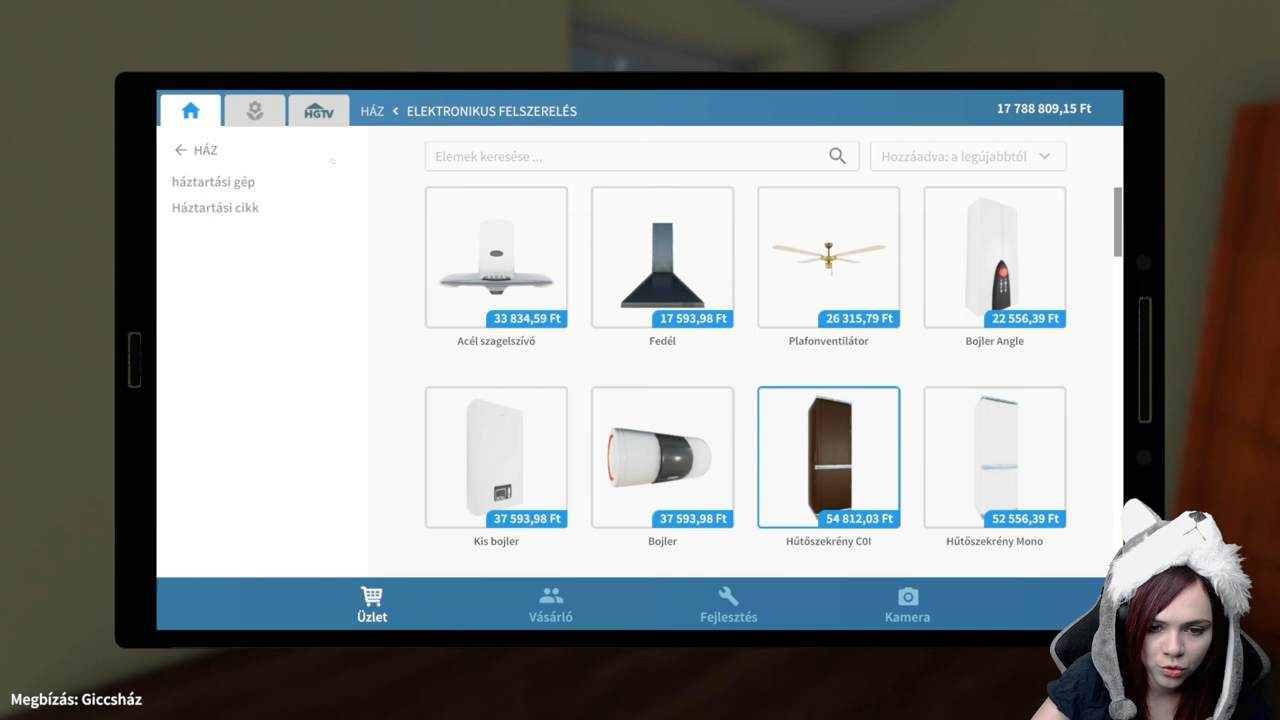 HGTV
HÁZ < ELEKTRONIKUS FELSZERELÉS
17 788 809,15 Ft
← HÁZ
háztartási gép
Háztartási cikk
Elemek keresése ...
Hozzáadva: a legújabbtól
33 834,59 Ft
17 593,98 Ft
26 315,79 Ft
22 556,39 Ft
Acél szagelszívó
Fedél
Plafonventilátor
Bojler Angle
37 593,98 Ft
37 593,98 Ft
54 812,03 Ft
52 556,39 Ft
Kis bojler
Bojler
Hűtőszekrény C0I
Hűtőszekrény Mono
Üzlet
Vásárló
Fejlesztés
Kamera
Megbízás: Giccsház